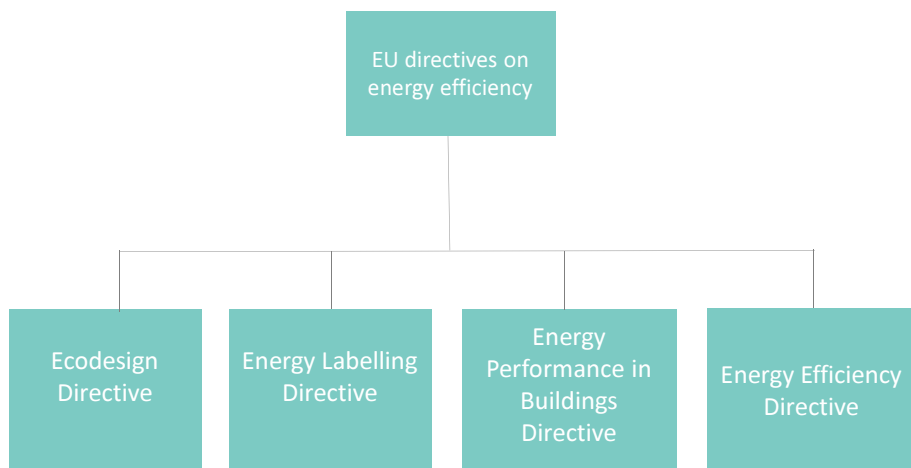 EU directives on
energy efficiency
Ecodesign
Directive
Energy Labelling
Directive
Energy
Performance in
Buildings
Directive
Energy Efficiency
Directive